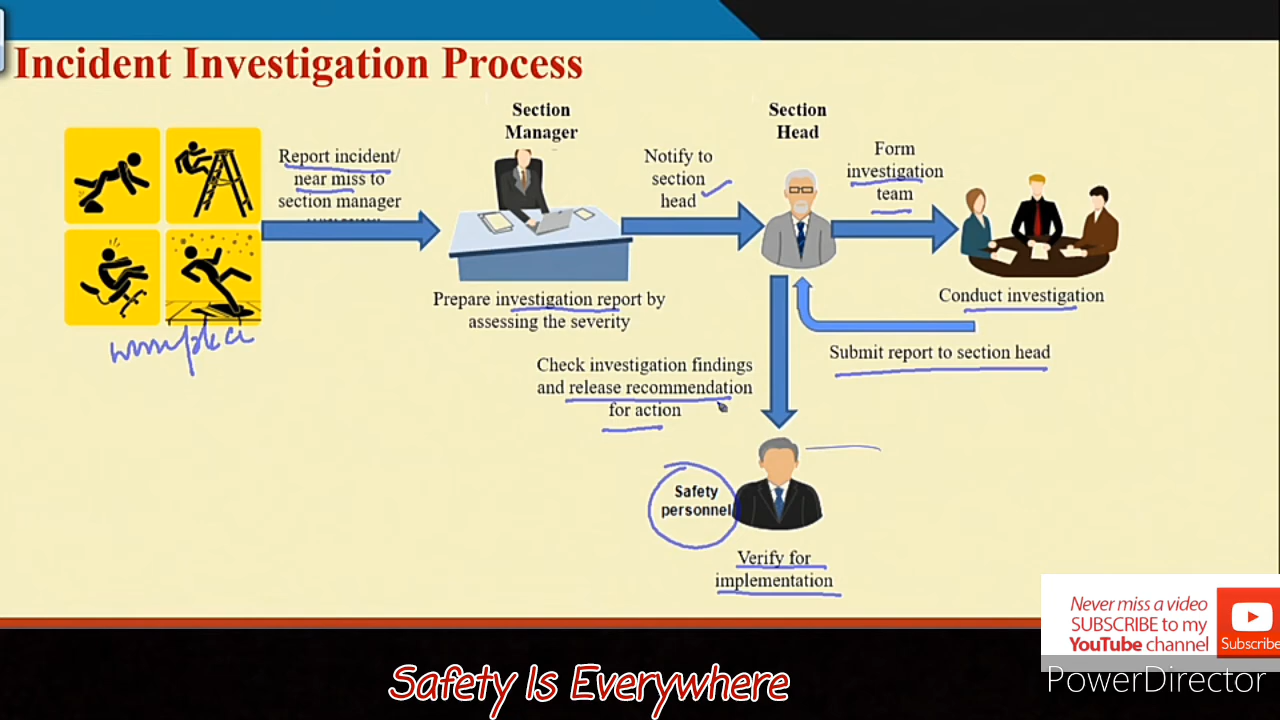 Incident Investigation Process
Report incident/
near miss to
section manager
Section
Manager
Prepare investigation report by
assessing the severity
Notify to
section
head
Section
Head
Form
investigation
team
Conduct investigation
Submit report to section head
Check investigation findings
and release recommendation
for action
Safety
personnel
Verify for
implementation
Never miss a video
SUBSCRIBE to my
YouTube channel
Subscribe
PowerDirector
Safety Is Everywhere